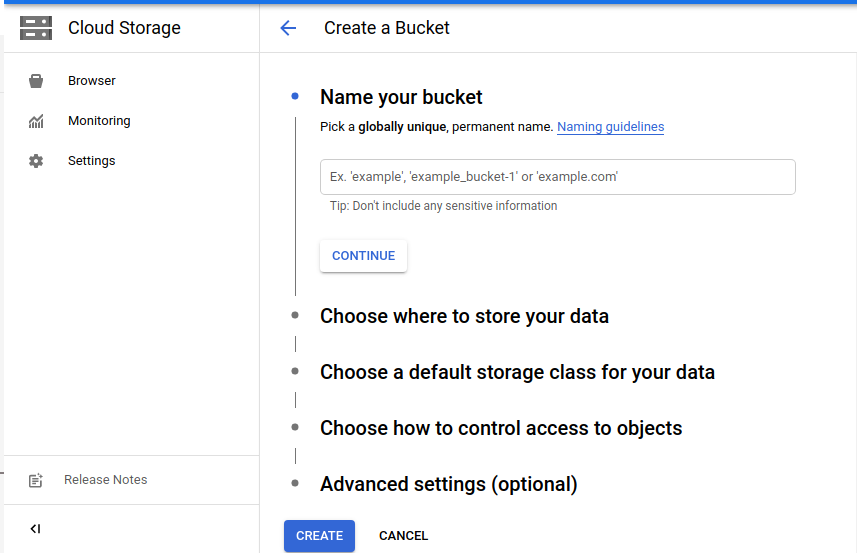 Cloud Storage
Create a Bucket
Browser
Monitoring
Settings
Name your bucket
Pick a globally unique, permanent name. Naming guidelines
Ex. 'example', 'example_bucket-1' or 'example.com'
Tip: Don't include any sensitive information
CONTINUE
Choose where to store your data
Choose a default storage class for your data
Choose how to control access to objects
Advanced settings (optional)
Release Notes
CREATE
CANCEL